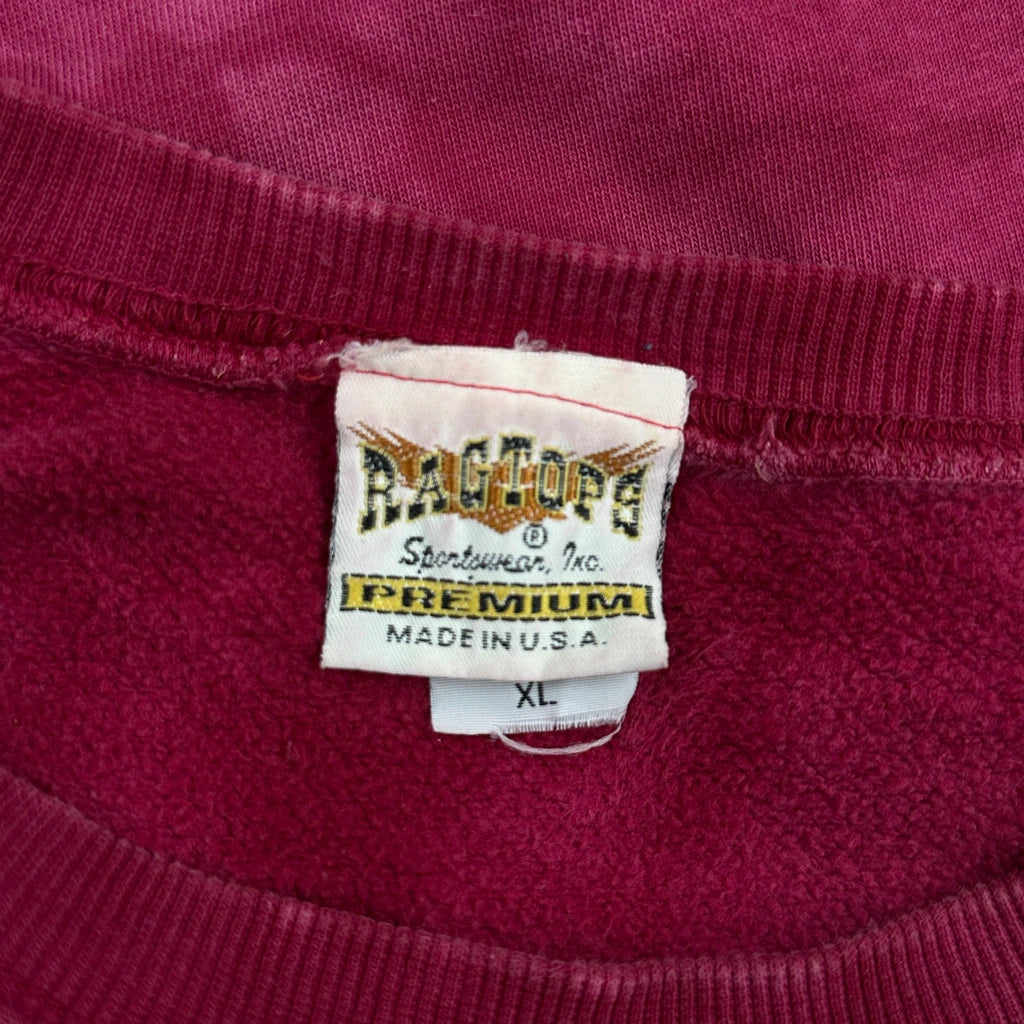 RAGTOPS
®
Sportswear, Inc.
PREMIUM
MADE IN U.S.A.
XL